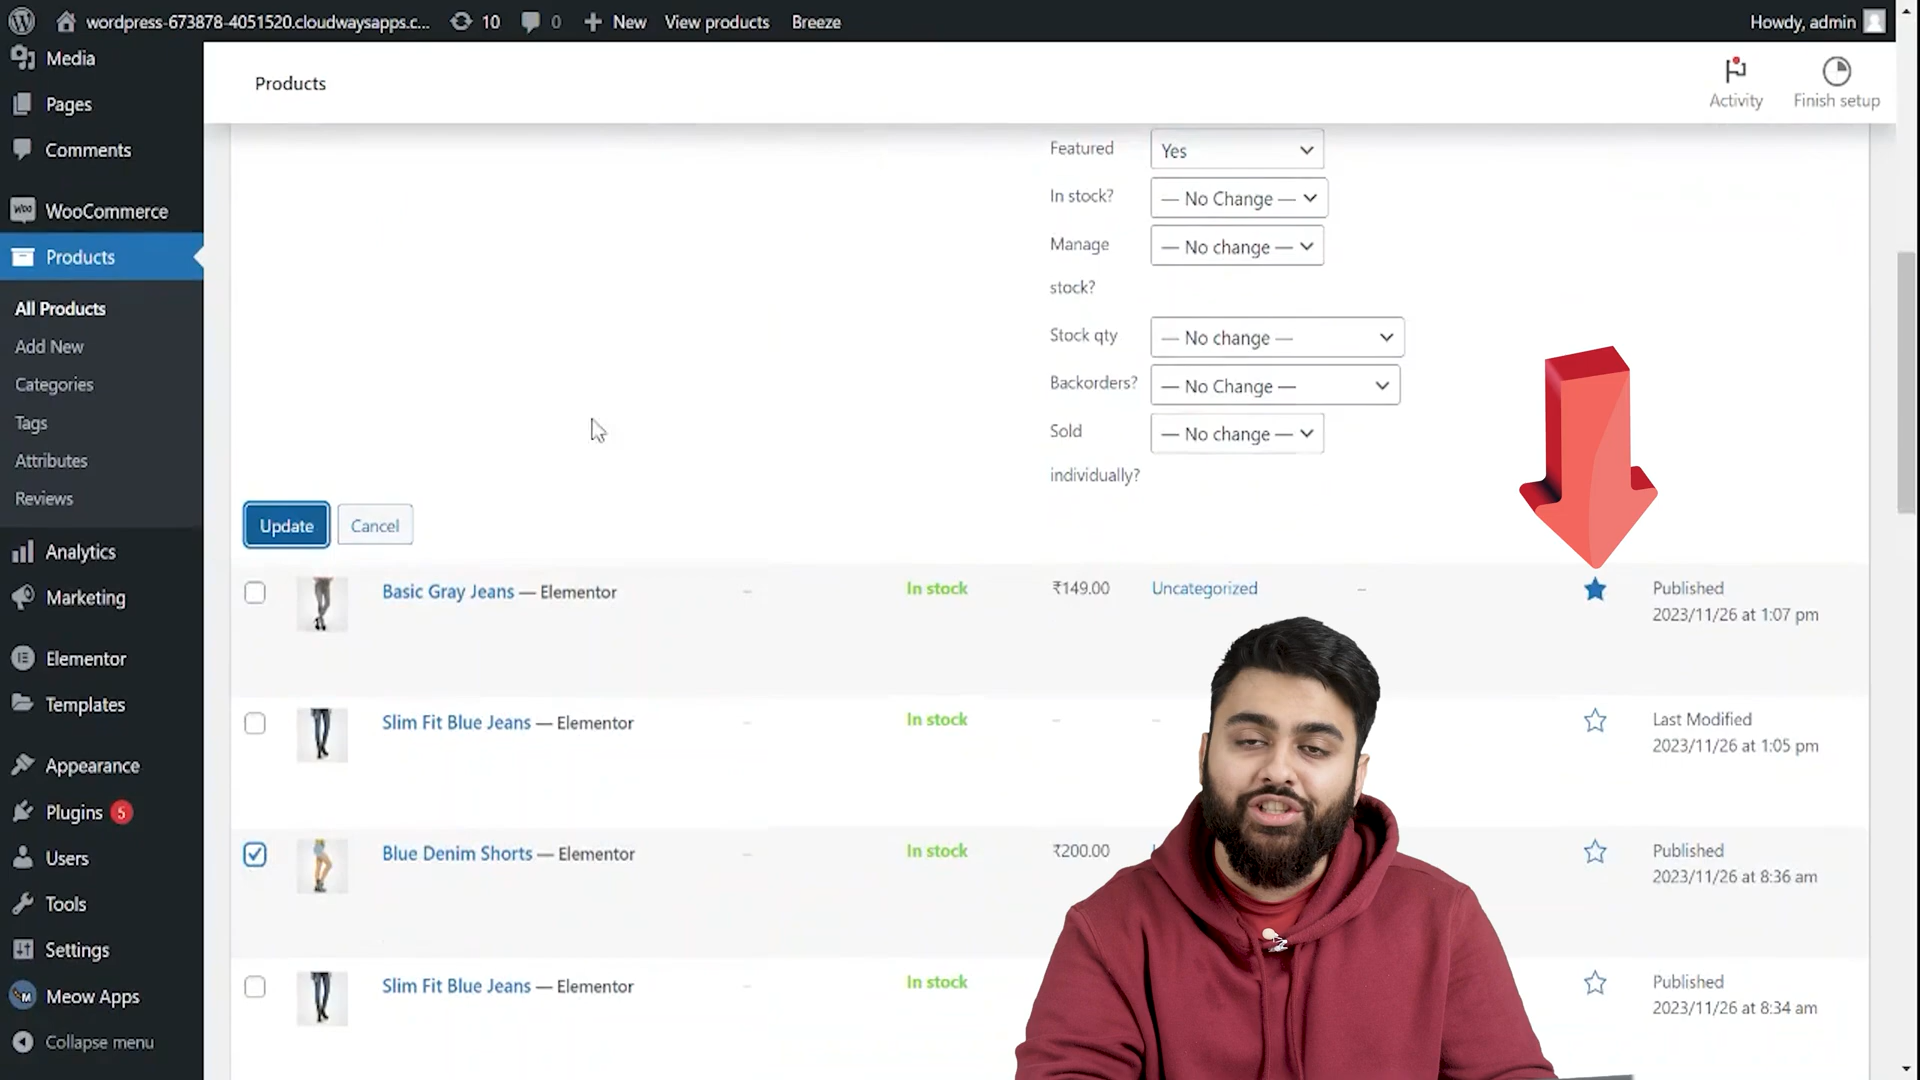 wordpress-673878-4051520.cloudwaysapps.c...
10
0
New
View products
Breeze
Howdy, admin
Media
Pages
Comments
WooCommerce
Products
All Products
Add New
Categories
Tags
Attributes
Reviews
Analytics
Marketing
Elementor
Templates
Appearance
Plugins 5
Users
Tools
Settings
Meow Apps
Collapse menu
Products
Activity
Finish setup
Featured Yes
In stock? — No Change —
Manage — No change —
stock?
Stock qty — No change —
Backorders? — No Change —
Sold — No change —
individually?
Update Cancel
Basic Gray Jeans — Elementor – In stock ₹149.00 Uncategorized – Published
2023/11/26 at 1:07 pm
Slim Fit Blue Jeans — Elementor – In stock – – Last Modified
2023/11/26 at 1:05 pm
Blue Denim Shorts — Elementor – In stock ₹200.00 Published
2023/11/26 at 8:36 am
Slim Fit Blue Jeans — Elementor – In stock Published
2023/11/26 at 8:34 am